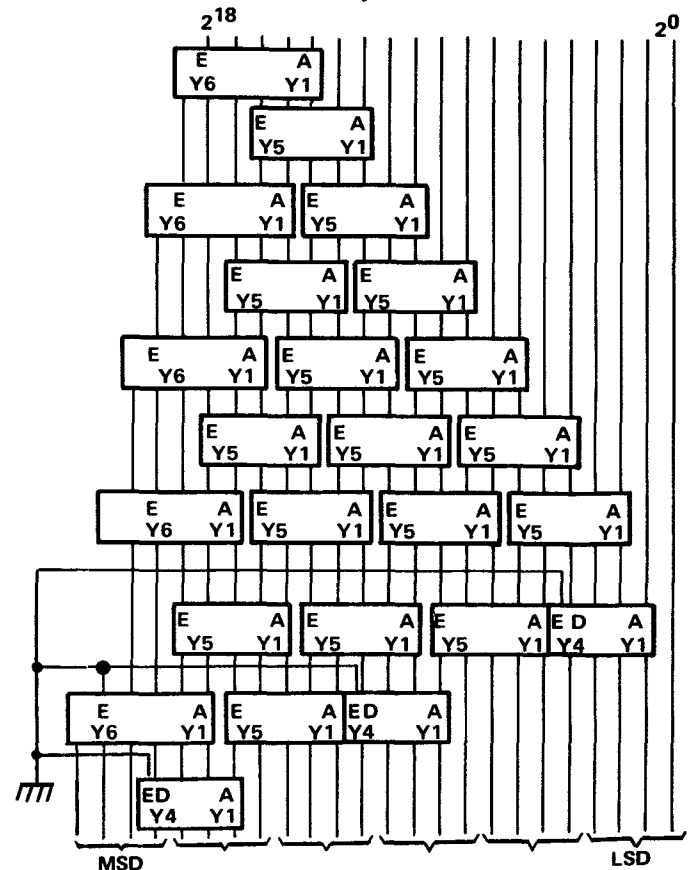 2^18 2^0
E A
Y6 Y1
E A
Y5 Y1
E A E A
Y6 Y1 Y5 Y1
E A E A
Y5 Y1 Y5 Y1
E A E A E A
Y6 Y1 Y5 Y1 Y5 Y1
E A E A E A
Y5 Y1 Y5 Y1 Y5 Y1
E A E A E A E A
Y6 Y1 Y5 Y1 Y5 Y1 Y5 Y1
E A E A E A E D A
Y5 Y1 Y5 Y1 Y5 Y1 Y4 Y1
E A E A E D A
Y6 Y1 Y5 Y1 Y4 Y1
E D A
Y4 Y1
MSD LSD